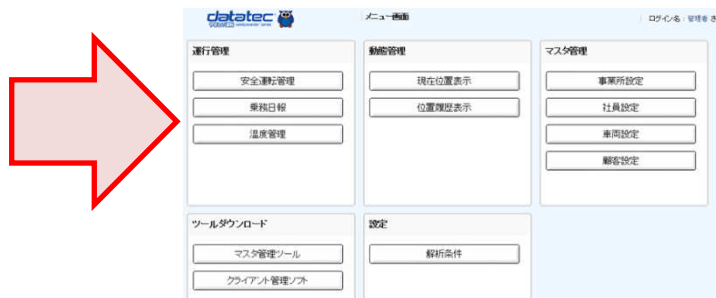 datatec
メニュー画面
ログイン名：管理者 さ
運行管理
安全運転管理
乗務日報
温度管理
動態管理
現在位置表示
位置履歴表示
マスタ管理
事業所設定
社員設定
車両設定
顧客設定
ツールダウンロード
マスタ管理ツール
クライアント管理ソフト
設定
解析条件